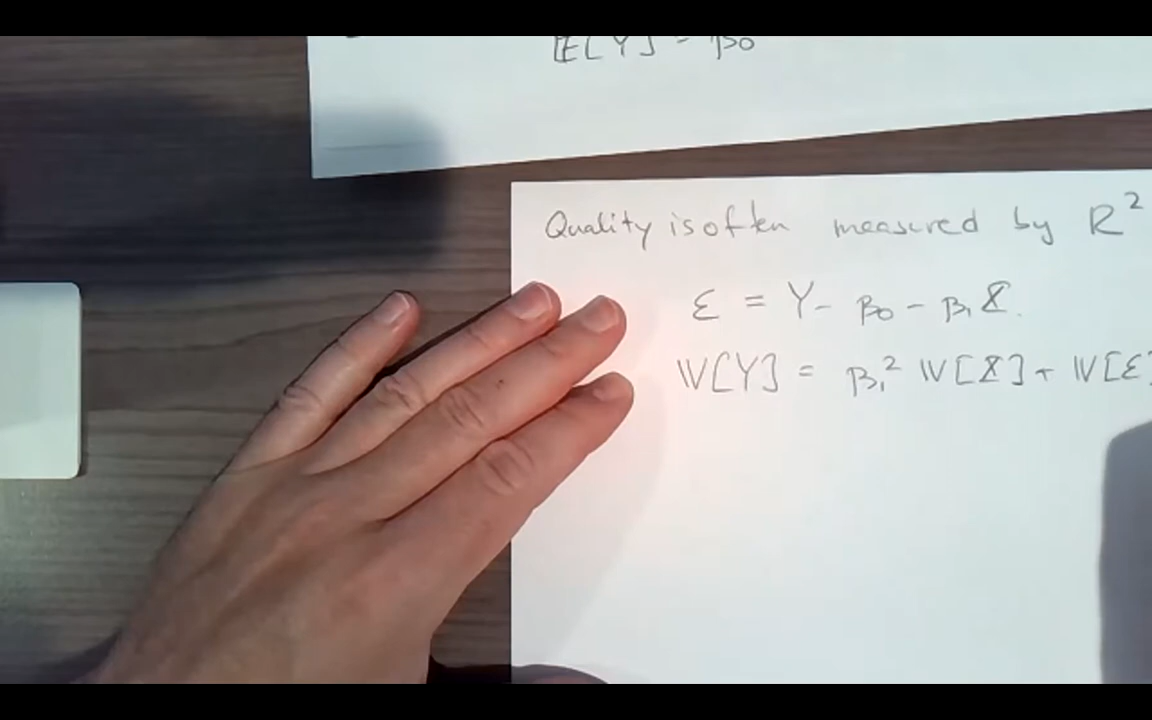 E[Y] = β0
Quality is often measured by R²
ε = Y - β0 - β1 X.
V[Y] = β1² V[X] + V[ε]